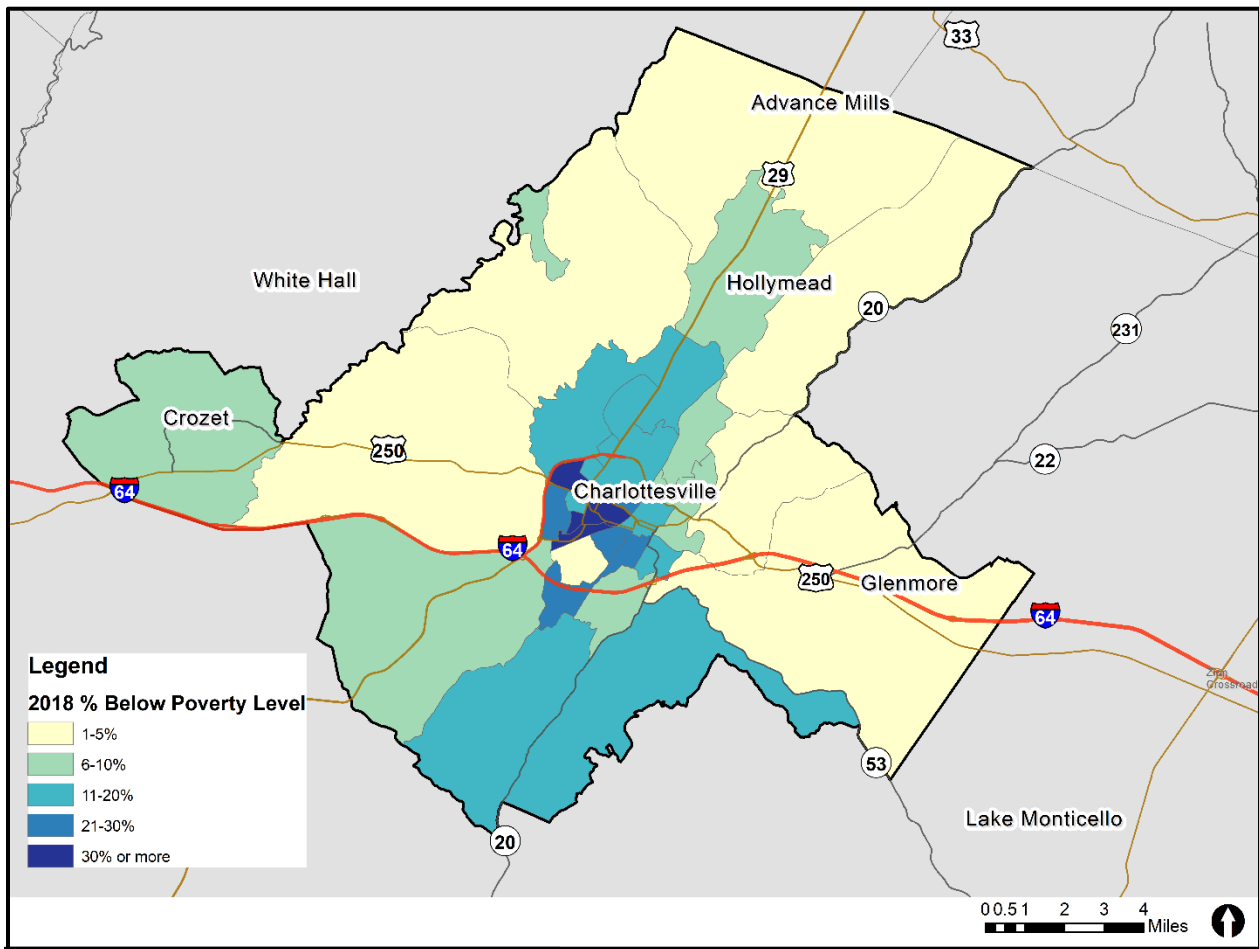 33
Advance Mills
29
White Hall
Hollymead
20
231
Crozet
250
22
64
Charlottesville
64
250
Glenmore
64
Zion
Crossroad
Legend
2018 % Below Poverty Level
1-5%
6-10%
11-20%
21-30%
30% or more
53
Lake Monticello
20
0 0.5 1 2 3 4
Miles